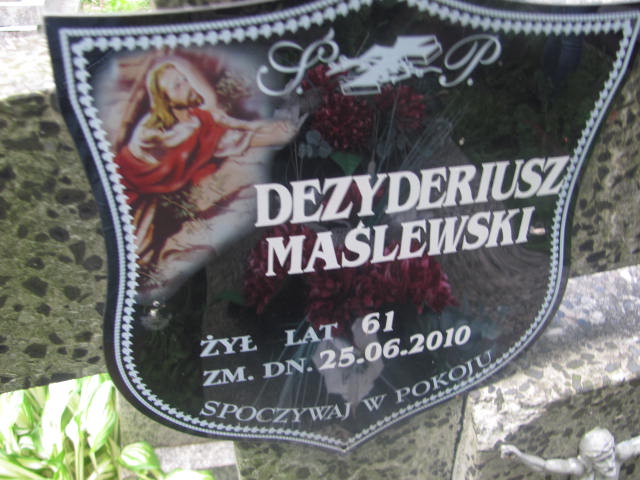 Ś. P.
DEZYDERIUSZ
MAŚLEWSKI
ŻYŁ LAT 61
ZM. DN. 25.06.2010
SPOCZYWAJ W POKOJU